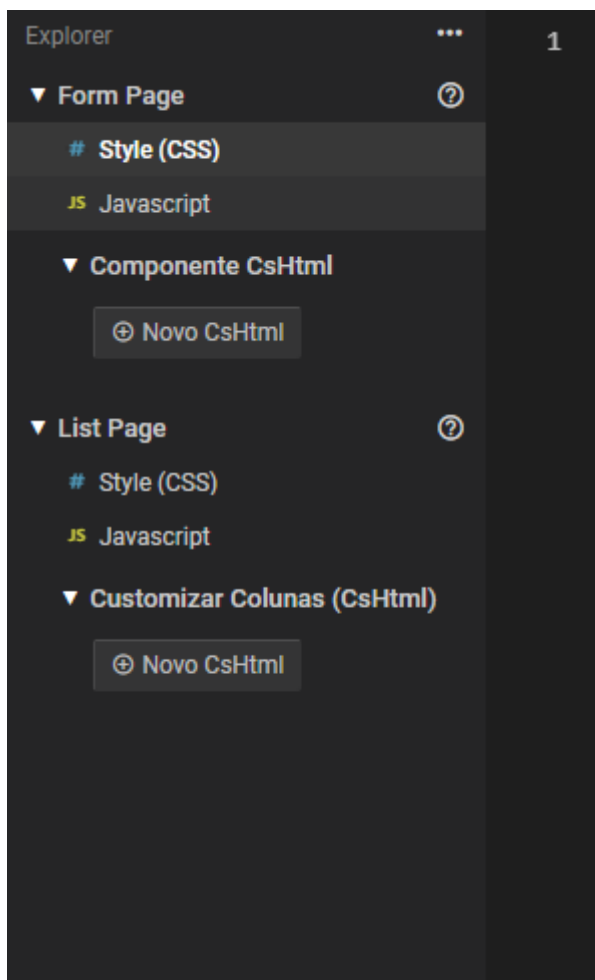 Explorer ••• 1
Form Page
# Style (CSS)
JS Javascript
Componente CsHtml
Novo CsHtml
List Page
# Style (CSS)
JS Javascript
Customizar Colunas (CsHtml)
Novo CsHtml